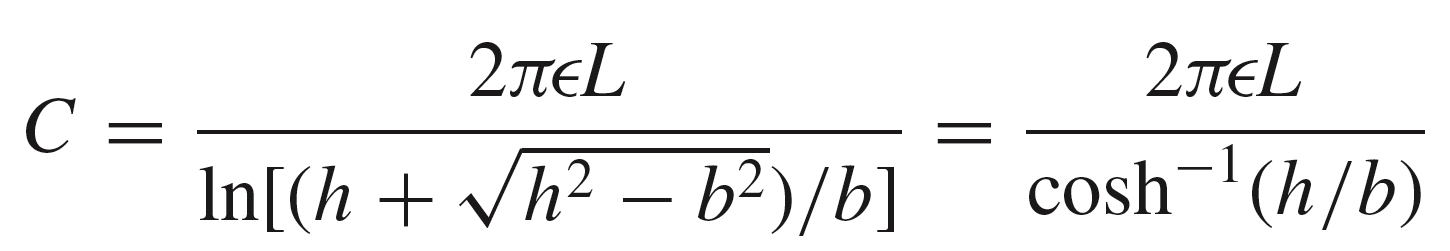 C = 2πϵL / ln[(h + √(h² − b²))/b] = 2πϵL / cosh⁻¹(h/b)